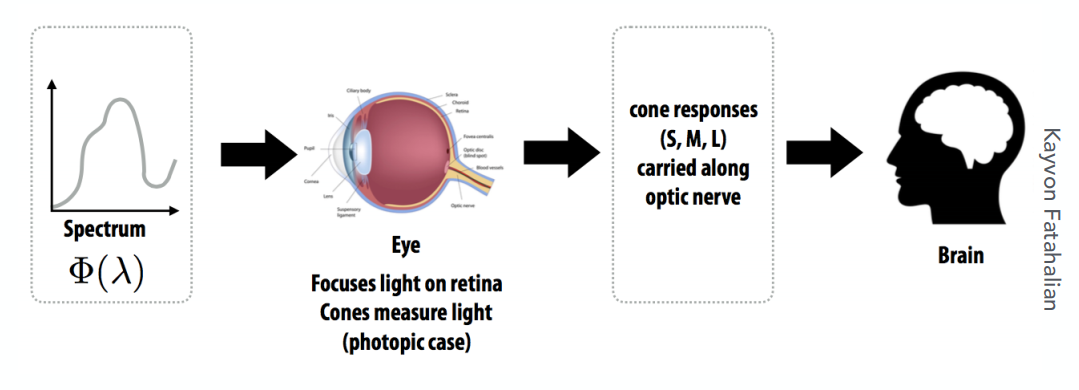 Spectrum
Φ(λ)
Ciliary body
Sclera
Choroid
Retina
Iris
Pupil
Cornea
Lens
Suspensory
ligament
Fovea centralis
Optic disc
(blind spot)
Blood vessels
Optic nerve
Eye
Focuses light on retina
Cones measure light
(photopic case)
cone responses
(S, M, L)
carried along
optic nerve
Brain
Kayvon Fatahalian